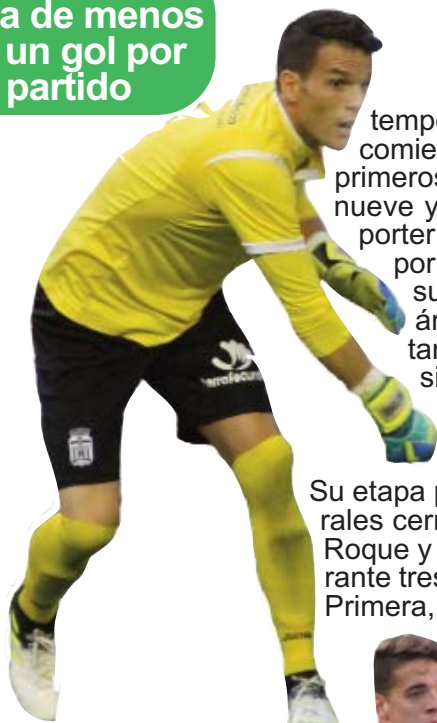 a de menos
un gol por
partido
tempo
comie
primeros
nueve y
porter
por
su
ár
tar
si
Su etapa p
rales cerr
Roque y
rante tres
Primera,